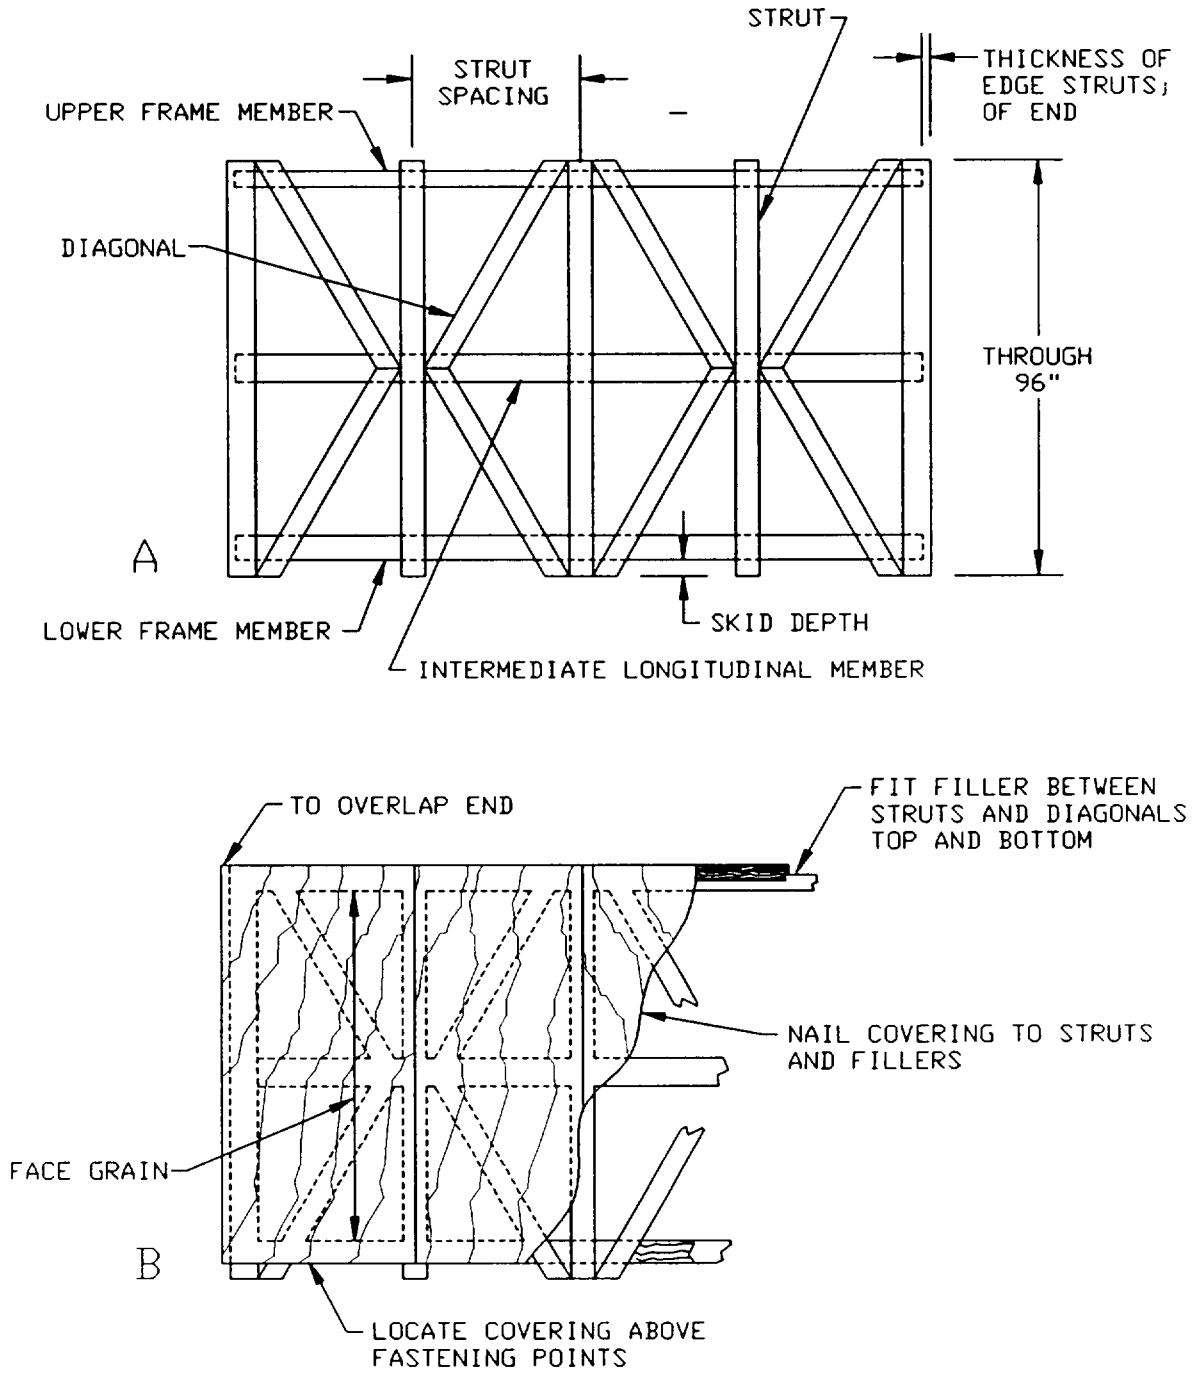 STRUT
STRUT
SPACING
THICKNESS OF
EDGE STRUTS;
OF END
UPPER FRAME MEMBER
DIAGONAL
THROUGH
96"
A
LOWER FRAME MEMBER
SKID DEPTH
INTERMEDIATE LONGITUDINAL MEMBER
TO OVERLAP END
FIT FILLER BETWEEN
STRUTS AND DIAGONALS
TOP AND BOTTOM
NAIL COVERING TO STRUTS
AND FILLERS
FACE GRAIN
B
LOCATE COVERING ABOVE
FASTENING POINTS